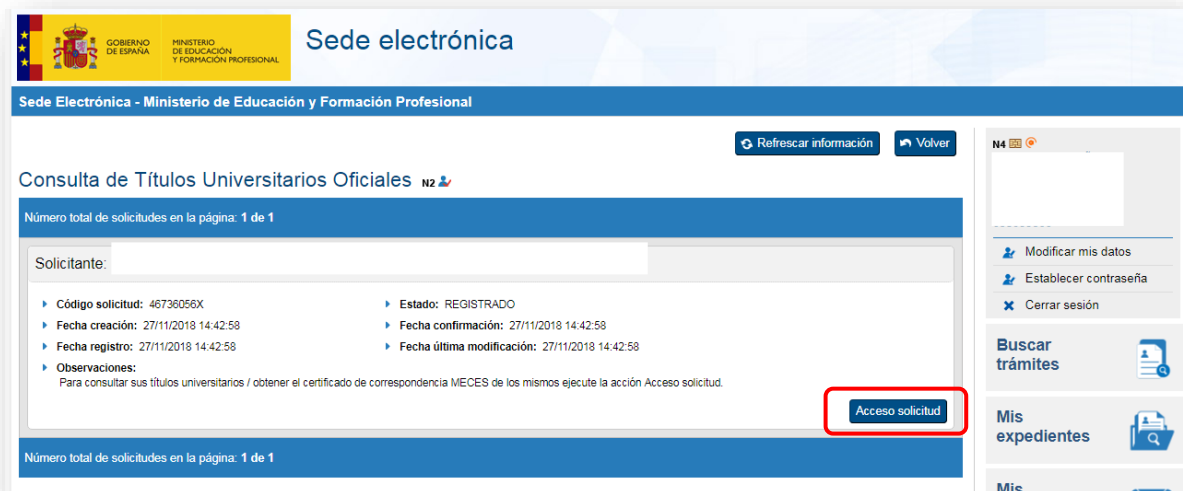 GOBIERNO
DE ESPAÑA
MINISTERIO
DE EDUCACIÓN
Y FORMACIÓN PROFESIONAL
Sede electrónica
Sede Electrónica - Ministerio de Educación y Formación Profesional
Refrescar información
Volver
N4
Consulta de Títulos Universitarios Oficiales N2
Número total de solicitudes en la página: 1 de 1
Solicitante:
Código solicitud: 46736056X
Estado: REGISTRADO
Fecha creación: 27/11/2018 14:42:58
Fecha confirmación: 27/11/2018 14:42:58
Fecha registro: 27/11/2018 14:42:58
Fecha última modificación: 27/11/2018 14:42:58
Observaciones:
Para consultar sus títulos universitarios / obtener el certificado de correspondencia MECES de los mismos ejecute la acción Acceso solicitud.
Acceso solicitud
Número total de solicitudes en la página: 1 de 1
Modificar mis datos
Establecer contraseña
Cerrar sesión
Buscar
trámites
Mis
expedientes
Mis